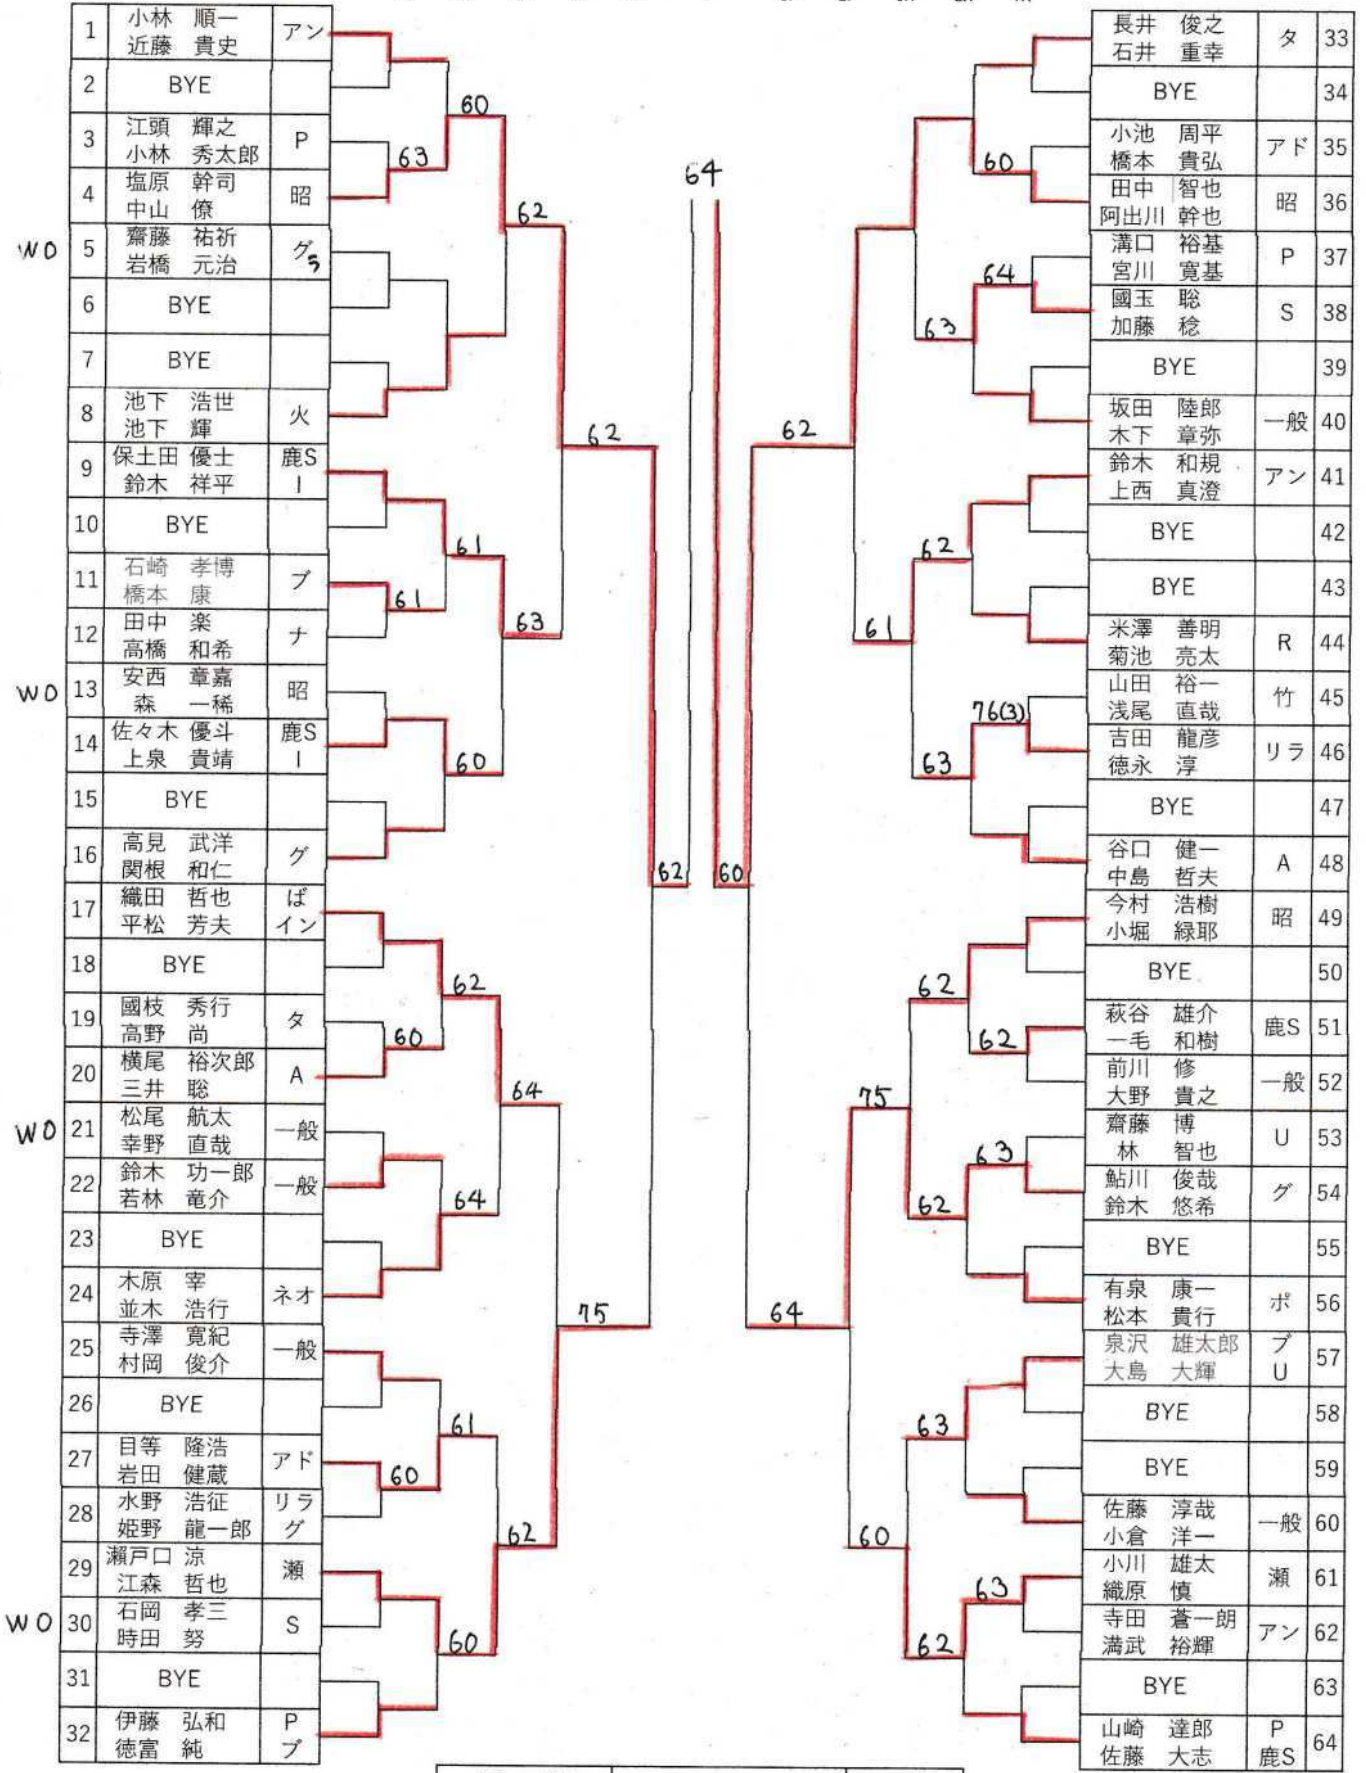 1 小林 順一 アン
近藤 貴史
2 BYE
3 江頭 輝之 P
小林 秀太郎
4 塩原 幹司 昭
中山 僚
WO 5 齋藤 祐祈 グラ
岩橋 元治
6 BYE
7 BYE
8 池下 浩世 火
池下 輝
9 保土田 優士 鹿S
鈴木 祥平 I
10 BYE
11 石崎 孝博 ブ
橋本 康
12 田中 楽 ナ
高橋 和希
WO 13 安西 章嘉 昭
森 一稀
14 佐々木 優斗 鹿S
上泉 貴靖 I
15 BYE
16 高見 武洋 グ
関根 和仁
17 織田 哲也 ば
平松 芳夫 イン
18 BYE
19 國枝 秀行 タ
高野 尚
20 横尾 裕次郎 A
三井 聡
WO 21 松尾 航太 一般
幸野 直哉
22 鈴木 功一郎 一般
若林 竜介
23 BYE
24 木原 宰 ネオ
並木 浩行
25 寺澤 寛紀 一般
村岡 俊介
26 BYE
27 目等 隆浩 アド
岩田 健蔵
28 水野 浩征 リラ
姫野 龍一郎 グ
29 瀬戸口 涼 瀬
江森 哲也
WO 30 石岡 孝三 S
時田 努
31 BYE
32 伊藤 弘和 P
徳富 純 ブ
63
61
60
60
60
61
60
62
64
61
60
62
63
64
62
62
75
62
64
60
62
64
61
75
60
63
62
63
62
62
63
62
60
64
76(3)
62
63
63
長井 俊之 タ 33
石井 重幸
BYE 34
小池 周平 アド 35
橋本 貴弘
田中 智也 昭 36
阿出川 幹也
溝口 裕基 P 37
宮川 寛基
國玉 聡 S 38
加藤 稔
BYE 39
坂田 陸郎 一般 40
木下 章弥
鈴木 和規 アン 41
上西 真澄
BYE 42
BYE 43
米澤 善明 R 44
菊池 亮太
山田 裕一 竹 45
浅尾 直哉
吉田 龍彦 リラ 46
徳永 淳
BYE 47
谷口 健一 A 48
中島 哲夫
今村 浩樹 昭 49
小堀 緑耶
BYE 50
萩谷 雄介 鹿S 51
一毛 和樹
前川 修 一般 52
大野 貴之
齋藤 博 U 53
林 智也
鮎川 俊哉 グ 54
鈴木 悠希
BYE 55
有泉 康一 ポ 56
松本 貴行
泉沢 雄太郎 ブ 57
大島 大輝 U
BYE 58
BYE 59
佐藤 淳哉 一般 60
小倉 洋一
小川 雄太 瀬 61
織原 慎
寺田 蒼一朗 アン 62
満武 裕輝
BYE 63
山崎 達郎 P 64
佐藤 大志 鹿S